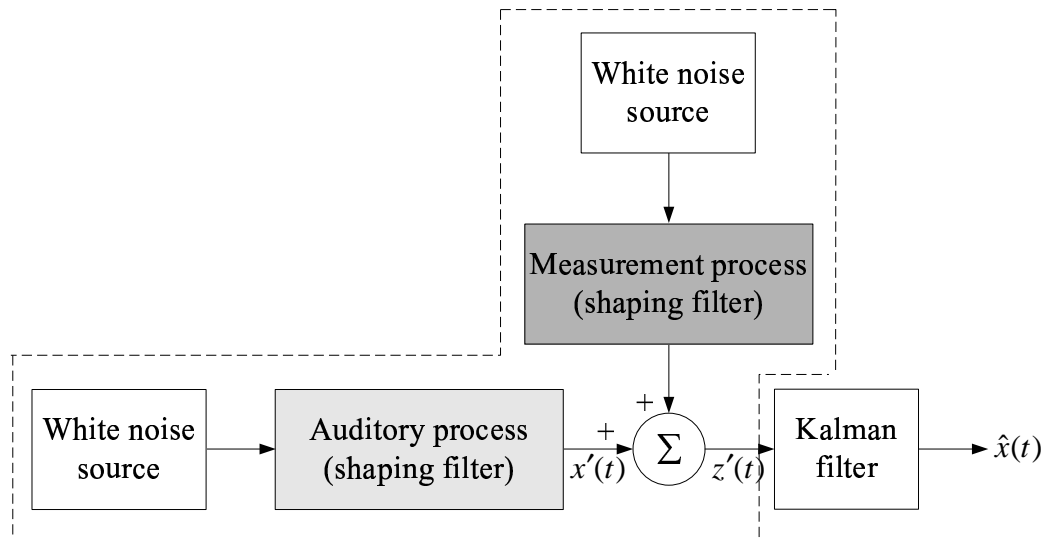 White noise
source
Measurement process
(shaping filter)
+
White noise
source
Auditory process
(shaping filter)
+
x′(t)
Σ
z′(t)
Kalman
filter
x̂(t)